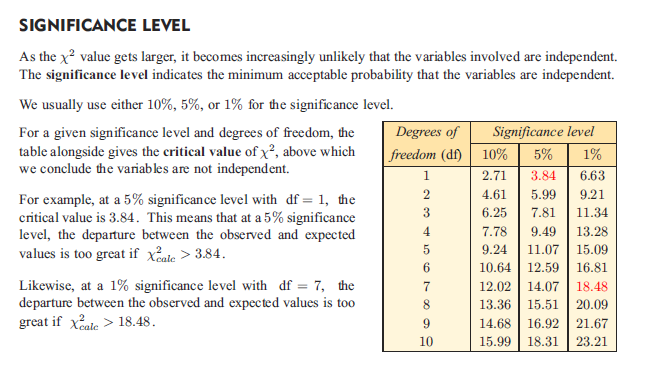 SIGNIFICANCE LEVEL
As the χ² value gets larger, it becomes increasingly unlikely that the variables involved are independent.
The significance level indicates the minimum acceptable probability that the variables are independent.
We usually use either 10%, 5%, or 1% for the significance level.
For a given significance level and degrees of freedom, the
table alongside gives the critical value of χ², above which
we conclude the variables are not independent.
For example, at a 5% significance level with df = 1, the
critical value is 3.84. This means that at a 5% significance
level, the departure between the observed and expected
values is too great if χ²calc > 3.84.
Likewise, at a 1% significance level with df = 7, the
departure between the observed and expected values is too
great if χ²calc > 18.48.
Degrees of Significance level
freedom (df) 10% 5% 1%
1 2.71 3.84 6.63
2 4.61 5.99 9.21
3 6.25 7.81 11.34
4 7.78 9.49 13.28
5 9.24 11.07 15.09
6 10.64 12.59 16.81
7 12.02 14.07 18.48
8 13.36 15.51 20.09
9 14.68 16.92 21.67
10 15.99 18.31 23.21